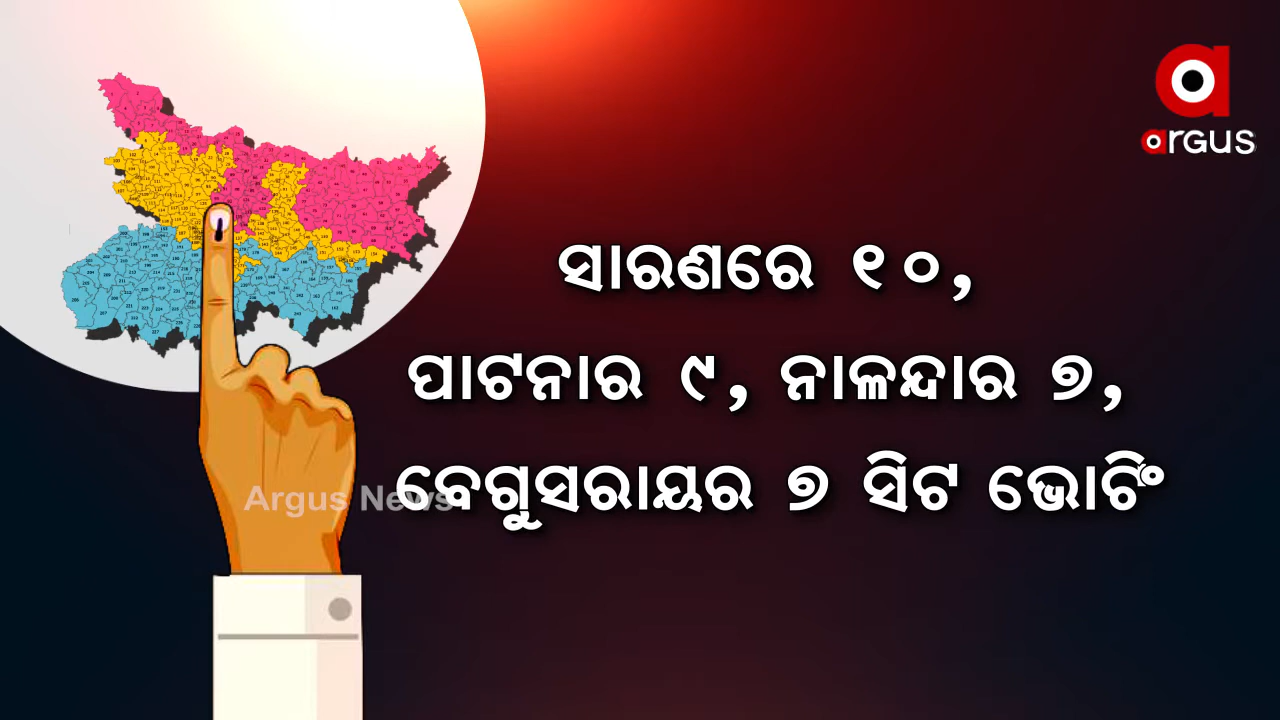 argus
ସାରଣରେ ୧୦,
ପାଟନାର ୯, ନାଳନ୍ଦାର ୭,
ବେଗୁସରାୟର ୭ ସିଟ ଭୋଟିଂ
Argus News